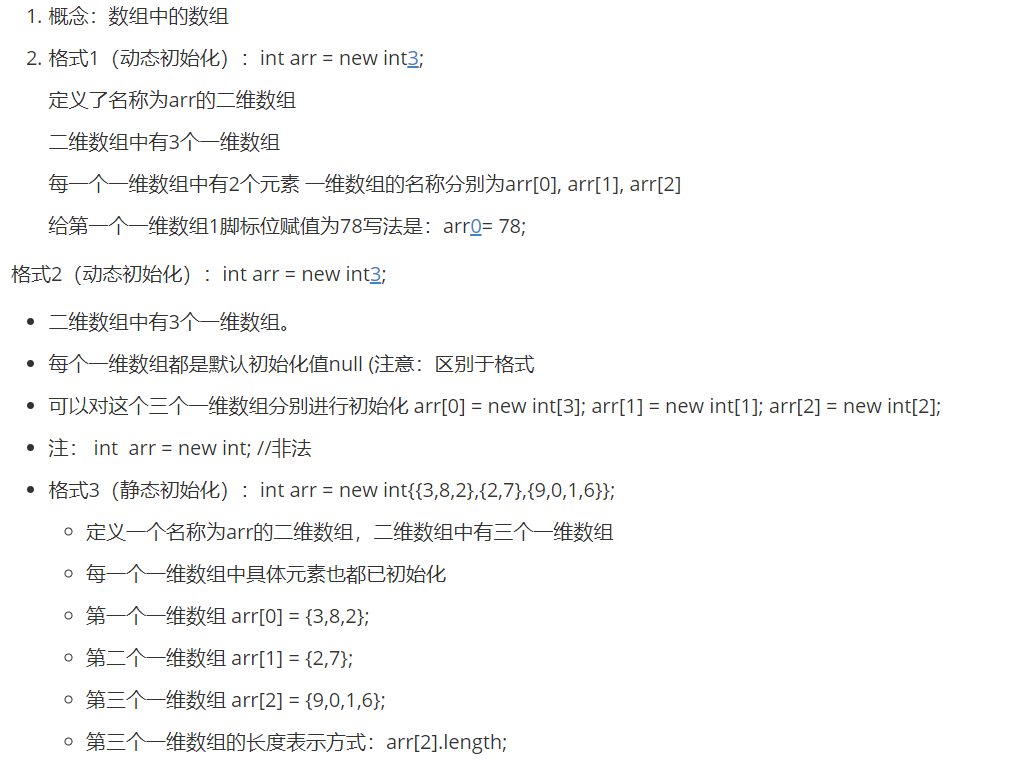 1. 概念：数组中的数组
2. 格式1（动态初始化）：int arr = new int3;
定义了名称为arr的二维数组
二维数组中有3个一维数组
每一个一维数组中有2个元素 一维数组的名称分别为arr[0], arr[1], arr[2]
给第一个一维数组1脚标位赋值为78写法是：arr0= 78;
格式2（动态初始化）：int arr = new int3;
• 二维数组中有3个一维数组。
• 每个一维数组都是默认初始化值null (注意：区别于格式
• 可以对这个三个一维数组分别进行初始化 arr[0] = new int[3]; arr[1] = new int[1]; arr[2] = new int[2];
• 注： int  arr = new int; //非法
• 格式3（静态初始化）：int arr = new int{{3,8,2},{2,7},{9,0,1,6}};
◦ 定义一个名称为arr的二维数组，二维数组中有三个一维数组
◦ 每一个一维数组中具体元素也都已初始化
◦ 第一个一维数组 arr[0] = {3,8,2};
◦ 第二个一维数组 arr[1] = {2,7};
◦ 第三个一维数组 arr[2] = {9,0,1,6};
◦ 第三个一维数组的长度表示方式：arr[2].length;